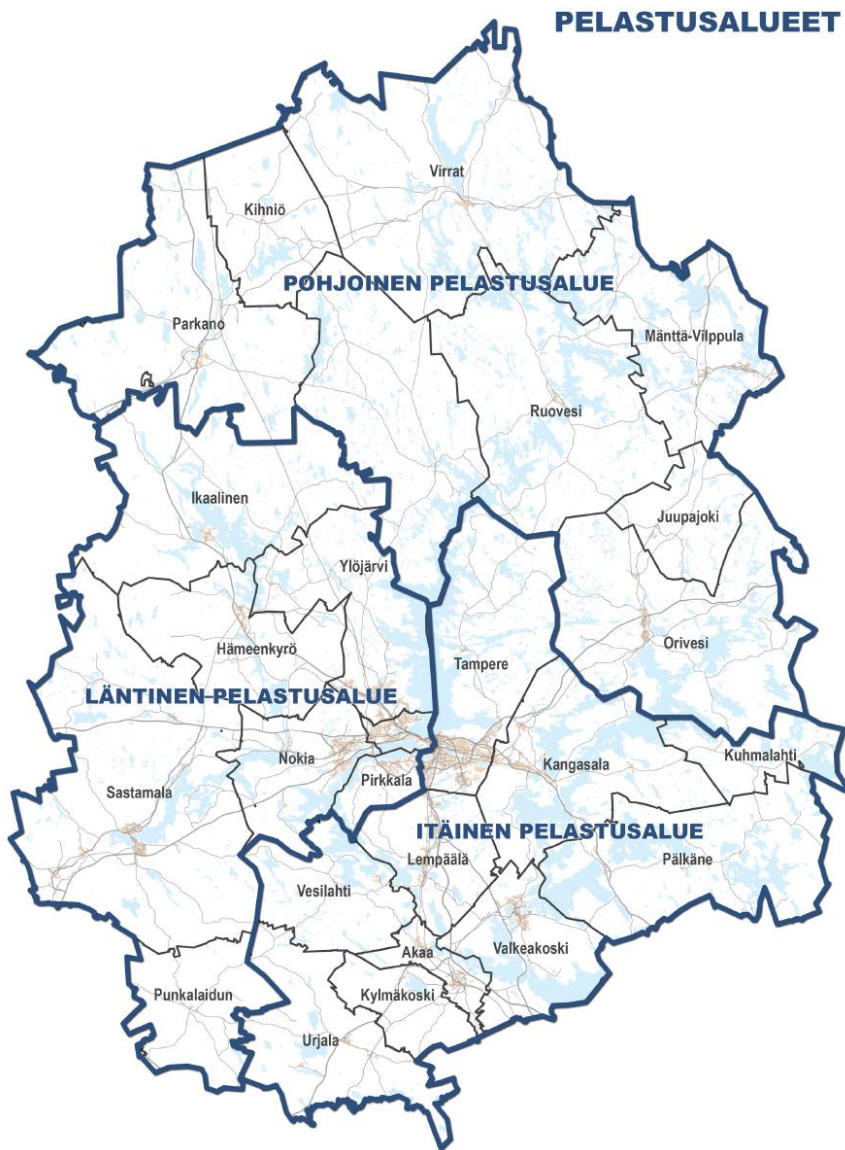 PELASTUSALUEET
Virrat
Kihniö
POHJOINEN PELASTUSALUE
Parkano
Mänttä-Vilppula
Ruovesi
Ikaalinen
Juupajoki
Ylöjärvi
Hämeenkyrö
Orivesi
Tampere
LÄNTINEN PELASTUSALUE
Nokia
Kuhmalahti
Kangasala
Pirkkala
Sastamala
ITÄINEN PELASTUSALUE
Lempäälä
Pälkäne
Vesilahti
Valkeakoski
Akaa
Punkalaidun
Kylmäkoski
Urjala